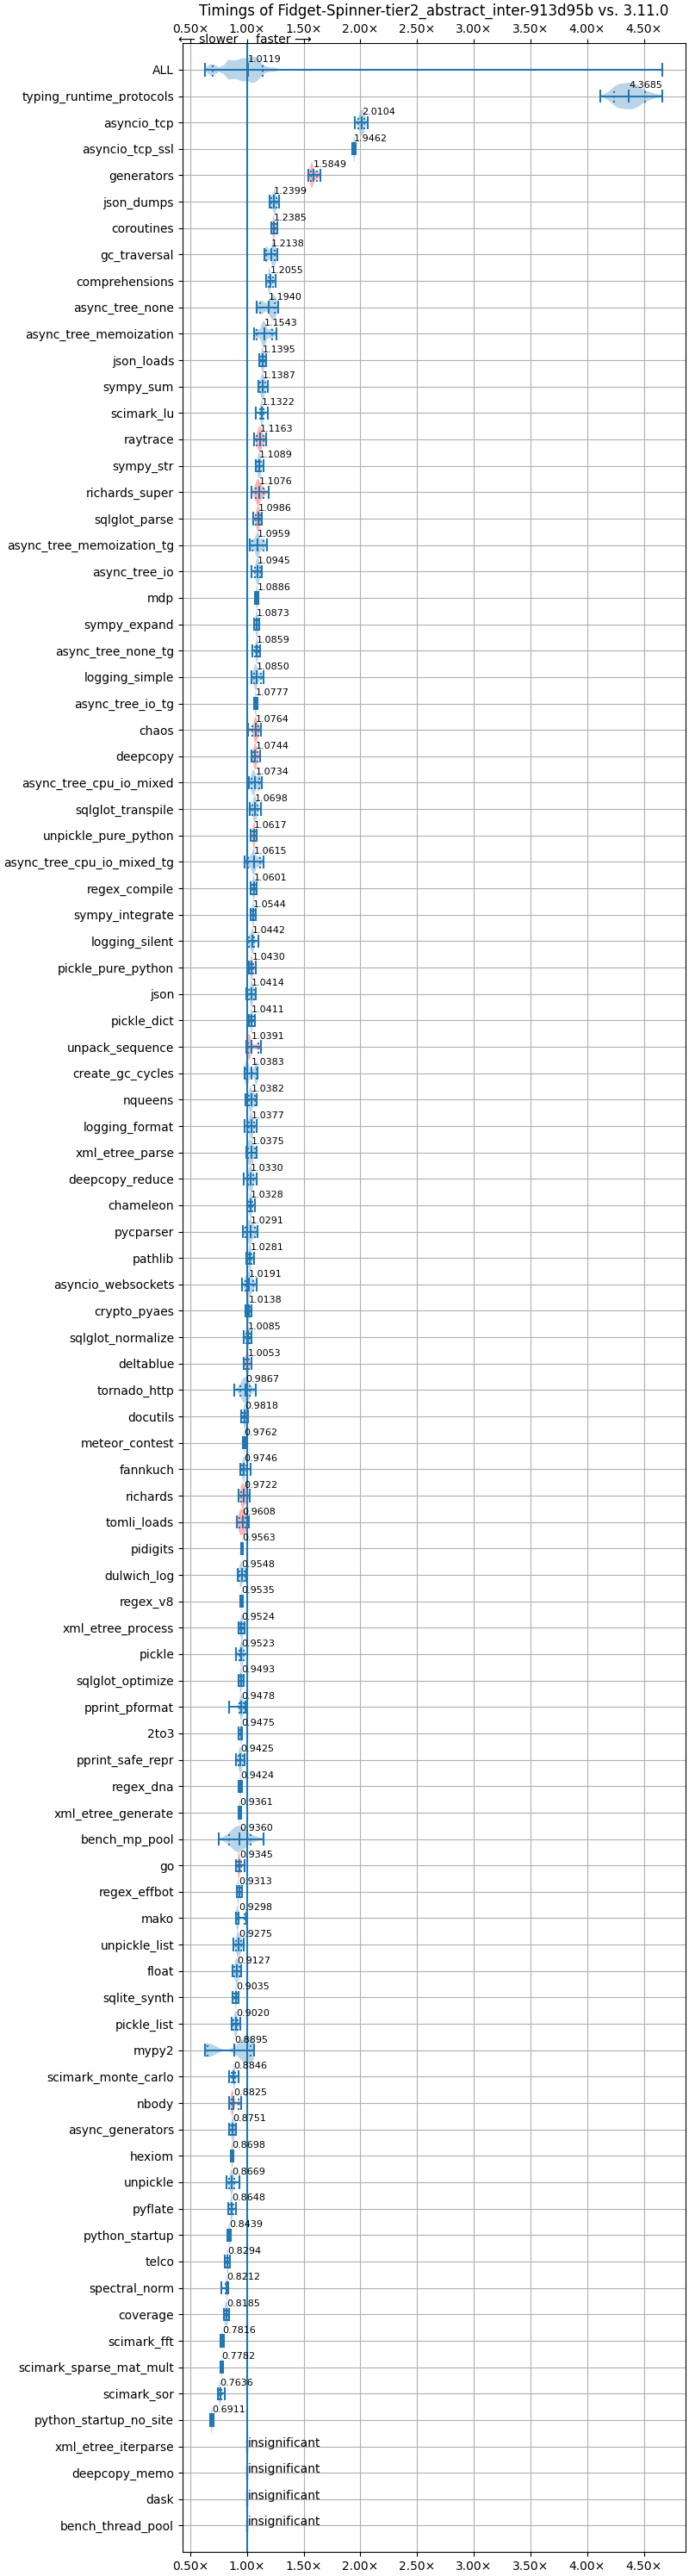 Timings of Fidget-Spinner-tier2_abstract_inter-913d95b vs. 3.11.0
0.50× 1.00× 1.50× 2.00× 2.50× 3.00× 3.50× 4.00× 4.50×
⟵ slower faster ⟶
ALL 1.0119
typing_runtime_protocols 4.3685
asyncio_tcp 2.0104
asyncio_tcp_ssl 1.9462
generators 1.5849
json_dumps 1.2399
coroutines 1.2385
gc_traversal 1.2138
comprehensions 1.2055
async_tree_none 1.1940
async_tree_memoization 1.1543
json_loads 1.1395
sympy_sum 1.1387
scimark_lu 1.1322
raytrace 1.1163
sympy_str 1.1089
richards_super 1.1076
sqlglot_parse 1.0986
async_tree_memoization_tg 1.0959
async_tree_io 1.0945
mdp 1.0886
sympy_expand 1.0873
async_tree_none_tg 1.0859
logging_simple 1.0850
async_tree_io_tg 1.0777
chaos 1.0764
deepcopy 1.0744
async_tree_cpu_io_mixed 1.0734
sqlglot_transpile 1.0698
unpickle_pure_python 1.0617
async_tree_cpu_io_mixed_tg 1.0615
regex_compile 1.0601
sympy_integrate 1.0544
logging_silent 1.0442
pickle_pure_python 1.0430
json 1.0414
pickle_dict 1.0411
unpack_sequence 1.0391
create_gc_cycles 1.0383
nqueens 1.0382
logging_format 1.0377
xml_etree_parse 1.0375
deepcopy_reduce 1.0330
chameleon 1.0328
pycparser 1.0291
pathlib 1.0281
asyncio_websockets 1.0191
crypto_pyaes 1.0138
sqlglot_normalize 1.0085
deltablue 1.0053
tornado_http 0.9867
docutils 0.9818
meteor_contest 0.9762
fannkuch 0.9746
richards 0.9722
tomli_loads 0.9608
pidigits 0.9563
dulwich_log 0.9548
regex_v8 0.9535
xml_etree_process 0.9524
pickle 0.9523
sqlglot_optimize 0.9493
pprint_pformat 0.9478
2to3 0.9475
pprint_safe_repr 0.9425
regex_dna 0.9424
xml_etree_generate 0.9361
bench_mp_pool 0.9360
go 0.9345
regex_effbot 0.9313
mako 0.9298
unpickle_list 0.9275
float 0.9127
sqlite_synth 0.9035
pickle_list 0.9020
mypy2 0.8895
scimark_monte_carlo 0.8846
nbody 0.8825
async_generators 0.8751
hexiom 0.8698
unpickle 0.8669
pyflate 0.8648
python_startup 0.8439
telco 0.8294
spectral_norm 0.8212
coverage 0.8185
scimark_fft 0.7816
scimark_sparse_mat_mult 0.7782
scimark_sor 0.7636
python_startup_no_site 0.6911
xml_etree_iterparse insignificant
deepcopy_memo insignificant
dask insignificant
bench_thread_pool insignificant
0.50× 1.00× 1.50× 2.00× 2.50× 3.00× 3.50× 4.00× 4.50×